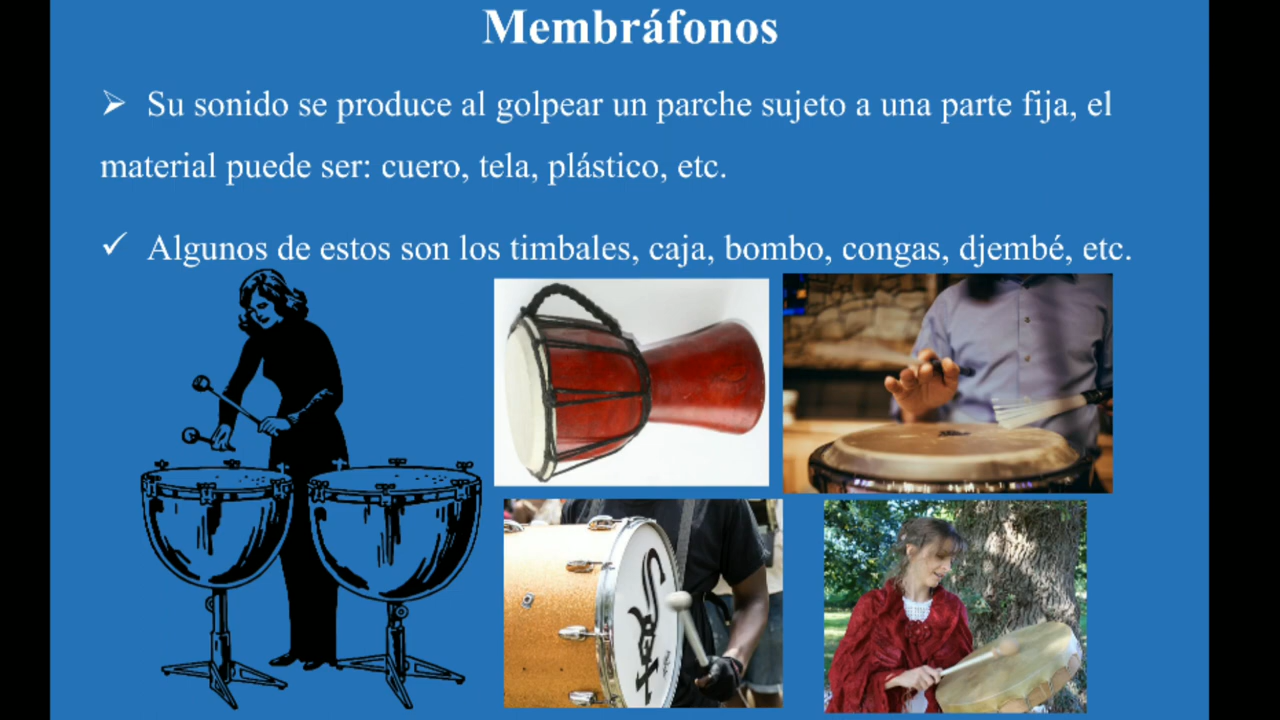 Membráfonos
➢ Su sonido se produce al golpear un parche sujeto a una parte fija, el
material puede ser: cuero, tela, plástico, etc.
✓ Algunos de estos son los timbales, caja, bombo, congas, djembé, etc.
Sox